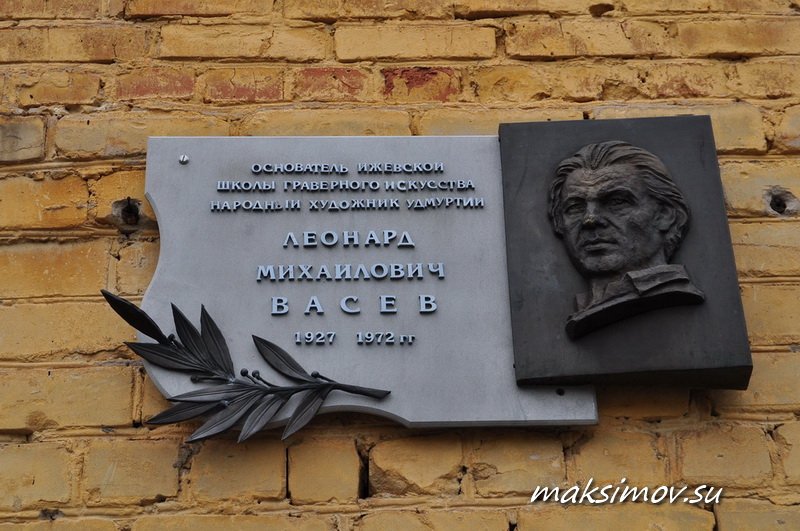 ОСНОВАТЕЛЬ ИЖЕВСКОЙ
ШКОЛЫ ГРАВЕРНОГО ИСКУССТВА
НАРОДНЫЙ ХУДОЖНИК УДМУРТИИ
ЛЕОНАРД
МИХАИЛОВИЧ
ВАСЕВ
1927 1972 гг
maksimov.su